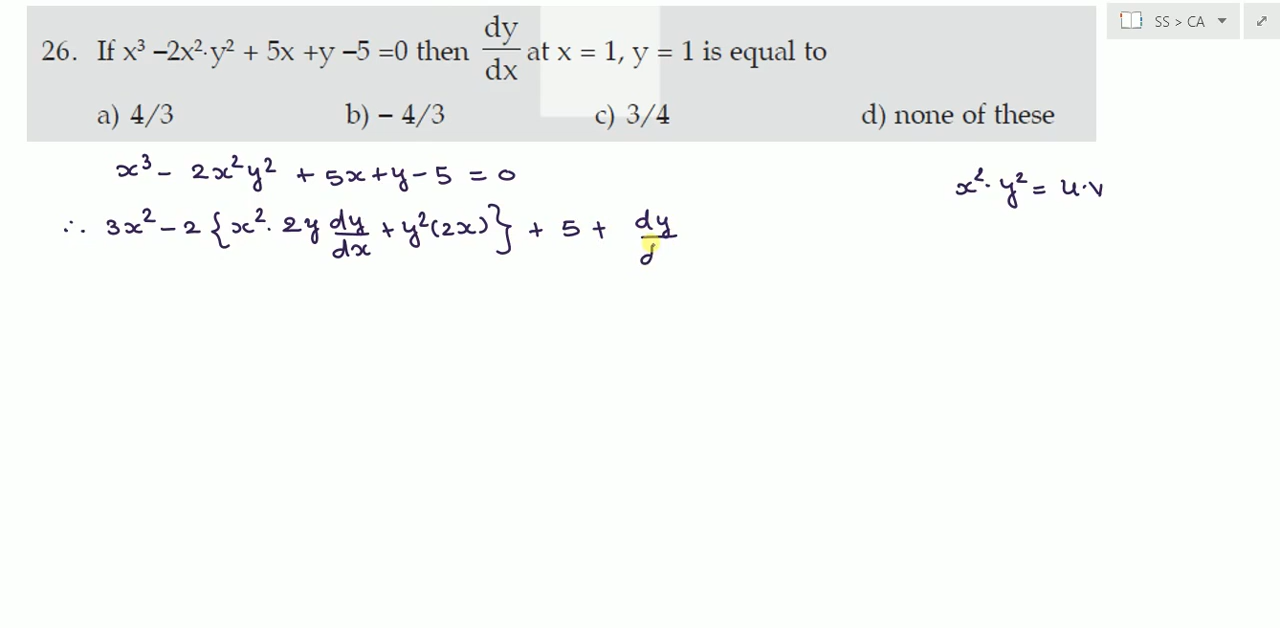 SS > CA
26. If x³ –2x²·y² + 5x +y –5 =0 then dy/dx at x = 1, y = 1 is equal to
a) 4/3 b) – 4/3 c) 3/4 d) none of these
x³ - 2x²y² + 5x + y - 5 = 0
x²· y² = u·v
∴ 3x² - 2 {x²· 2y dy/dx + y²(2x)} + 5 + dy/d